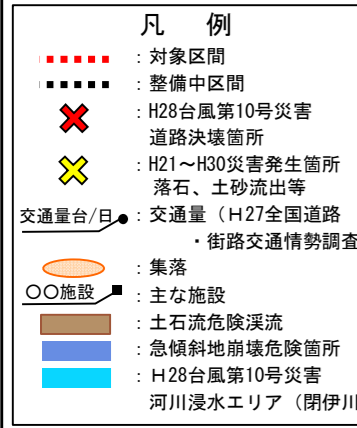 凡 例
: 対象区間
: 整備中区間
: H28台風第10号災害
道路決壊箇所
: H21～H30災害発生箇所
落石、土砂流出等
交通量台/日 : 交通量（H27全国道路
・街路交通情勢調査
: 集落
〇〇施設 : 主な施設
: 土石流危険渓流
: 急傾斜地崩壊危険箇所
: H28台風第10号災害
河川浸水エリア（閉伊川